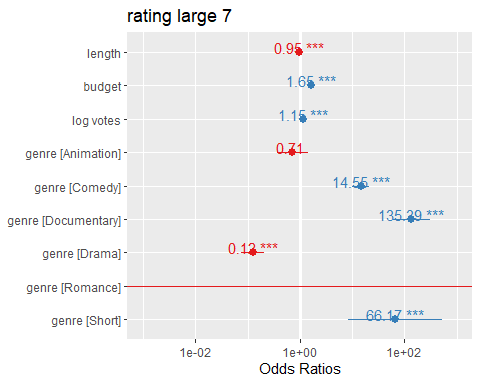 rating large 7
length
0.95 ***
budget
1.65 ***
log votes
1.15 ***
genre [Animation]
0.71
genre [Comedy]
14.55 ***
genre [Documentary]
135.29 ***
genre [Drama]
0.12 ***
genre [Romance]
genre [Short]
66.17 ***
1e-02 1e+00 1e+02
Odds Ratios